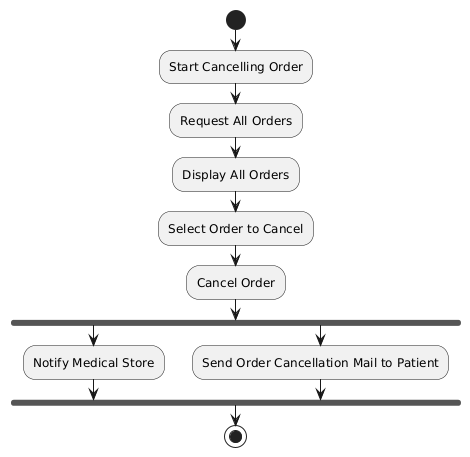 Start Cancelling Order
Request All Orders
Display All Orders
Select Order to Cancel
Cancel Order
Notify Medical Store
Send Order Cancellation Mail to Patient